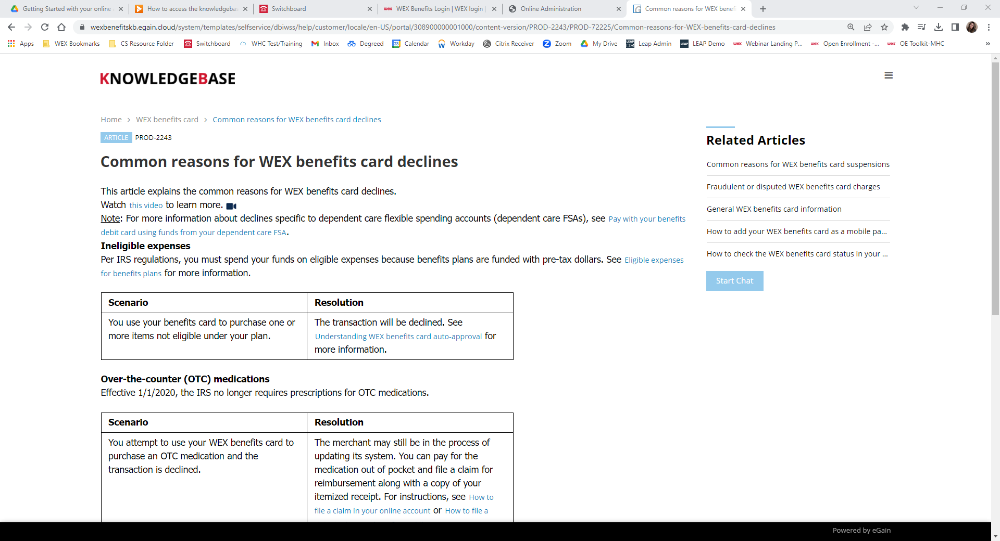 Getting Started with your online
How to access the knowledgebas
Switchboard
WEX Benefits Login | WEX login |
Online Administration
Common reasons for WEX benef
wexbenefitskb.egain.cloud/system/templates/selfservice/dbiwss/help/customer/locale/en-US/portal/308900000001000/content-version/PROD-2243/PROD-72225/Common-reasons-for-WEX-benefits-card-declines
Apps WEX Bookmarks CS Resource Folder Switchboard WHC Test/Training Inbox Degreed 23 Calendar Workday Citrix Receiver Zoom My Drive Leap Admin LEAP LEAP Demo wex Webinar Landing P... wex Open Enrollment -... wex OE Toolkit-MHC »
KNOWLEDGEBASE
Home > WEX benefits card > Common reasons for WEX benefits card declines
ARTICLE PROD-2243
Common reasons for WEX benefits card declines
This article explains the common reasons for WEX benefits card declines.
Watch this video to learn more.
Note: For more information about declines specific to dependent care flexible spending accounts (dependent care FSAs), see Pay with your benefits
debit card using funds from your dependent care FSA.
Ineligible expenses
Per IRS regulations, you must spend your funds on eligible expenses because benefits plans are funded with pre-tax dollars. See Eligible expenses
for benefits plans for more information.
Scenario
Resolution
You use your benefits card to purchase one or
more items not eligible under your plan.
The transaction will be declined. See
Understanding WEX benefits card auto-approval for
more information.
Over-the-counter (OTC) medications
Effective 1/1/2020, the IRS no longer requires prescriptions for OTC medications.
Scenario
Resolution
You attempt to use your WEX benefits card to
purchase an OTC medication and the
transaction is declined.
The merchant may still be in the process of
updating its system. You can pay for the
medication out of pocket and file a claim for
reimbursement along with a copy of your
itemized receipt. For instructions, see How to
file a claim in your online account or How to file a
Related Articles
Common reasons for WEX benefits card suspensions
Fraudulent or disputed WEX benefits card charges
General WEX benefits card information
How to add your WEX benefits card as a mobile pa...
How to check the WEX benefits card status in your ...
Start Chat
Powered by eGain